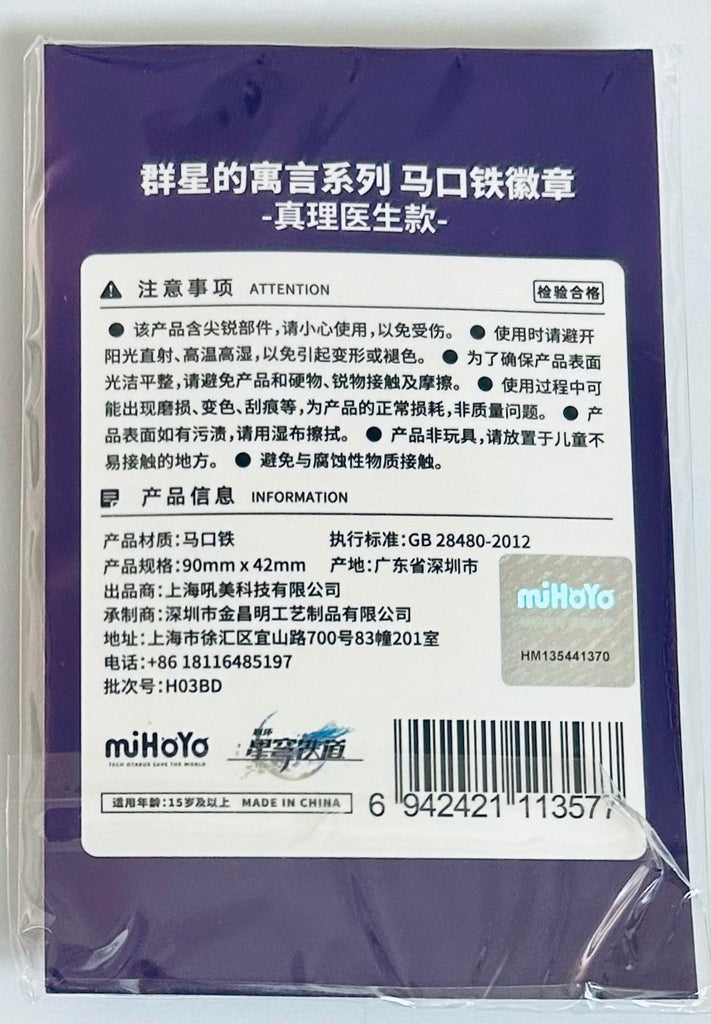 群星的寓言系列 马口铁徽章
-真理医生款-
注意事项 ATTENTION
检验合格
● 该产品含尖锐部件,请小心使用,以免受伤。 ● 使用时请避开
阳光直射、高温高湿,以免引起变形或褪色。 ● 为了确保产品表面
光洁平整,请避免产品和硬物、锐物接触及摩擦。 ● 使用过程中可
能出现磨损、变色、刮痕等,为产品的正常损耗,非质量问题。 ● 产
品表面如有污渍,请用湿布擦拭。 ● 产品非玩具,请放置于儿童不
易接触的地方。 ● 避免与腐蚀性物质接触。
产品信息 INFORMATION
产品材质:马口铁 执行标准:GB 28480-2012
产品规格:90mm x 42mm 产地:广东省深圳市
出品商:上海吼美科技有限公司
承制商:深圳市金昌明工艺制品有限公司
地址:上海市徐汇区宜山路700号83幢201室
电话:+86 18116485197
批次号:H03BD
miHoYo
HM135441370
miHoYo
TECH OTAKUS SAVE THE WORLD
崩坏
星穹铁道
适用年龄:15岁及以上 MADE IN CHINA
6 942421 113577